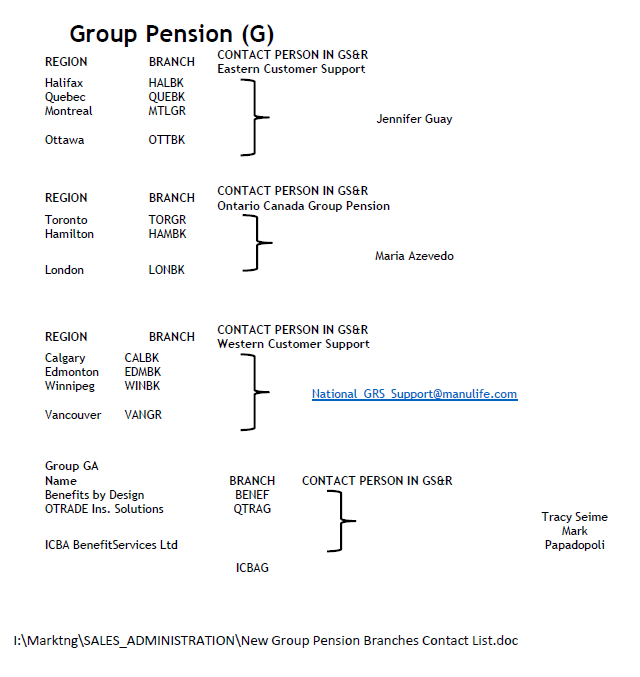 Group Pension (G)
REGION BRANCH CONTACT PERSON IN GS&R
Eastern Customer Support
Halifax HALBK
Quebec QUEBK
Montreal MTLGR
Jennifer Guay
Ottawa OTTBK
REGION BRANCH CONTACT PERSON IN GS&R
Ontario Canada Group Pension
Toronto TORGR
Hamilton HAMBK
Maria Azevedo
London LONBK
REGION BRANCH CONTACT PERSON IN GS&R
Western Customer Support
Calgary CALBK
Edmonton EDMBK
Winnipeg WINBK
National_GRS_Support@manulife.com
Vancouver VANGR
Group GA
Name BRANCH CONTACT PERSON IN GS&R
Benefits by Design BENEF
OTRADE Ins. Solutions QTRAG
Tracy Seime
Mark
ICBA BenefitServices Ltd Papadopoli
ICBAG
I:\Marktng\SALES_ADMINISTRATION\New Group Pension Branches Contact List.doc